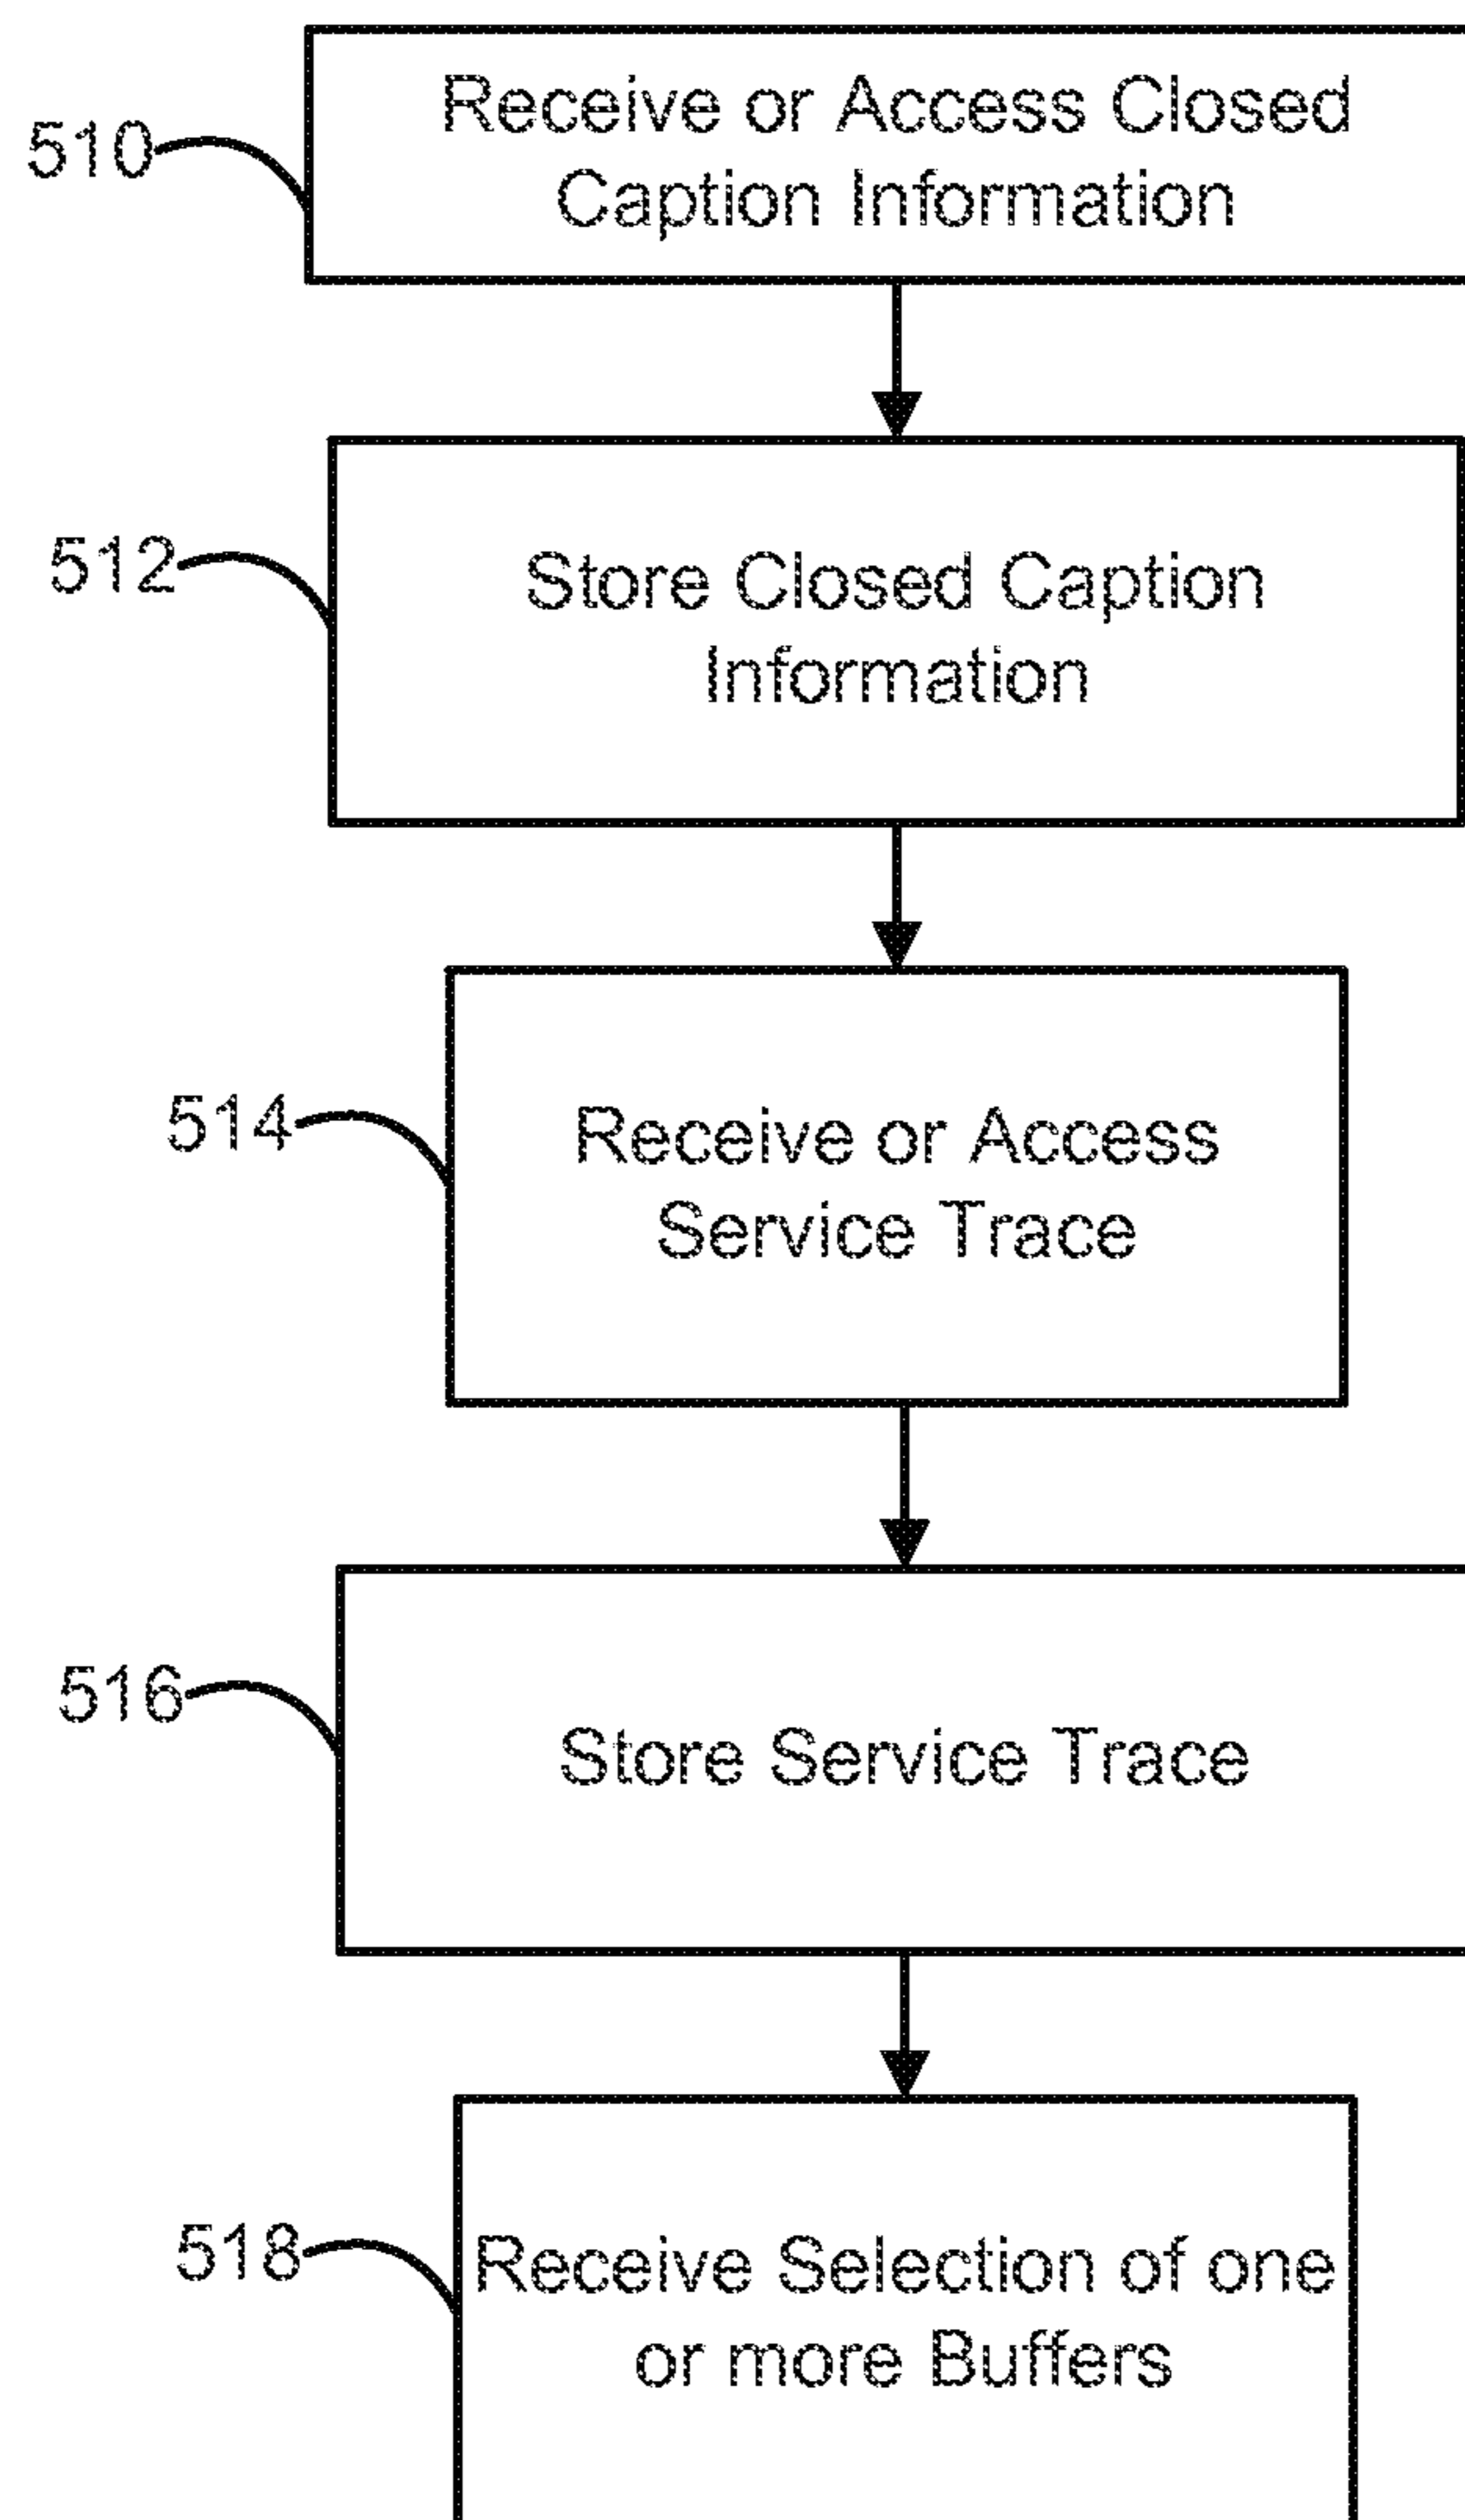 510
Receive or Access Closed
Caption Information
512
Store Closed Caption
Information
514
Receive or Access
Service Trace
516
Store Service Trace
518
Receive Selection of one
or more Buffers